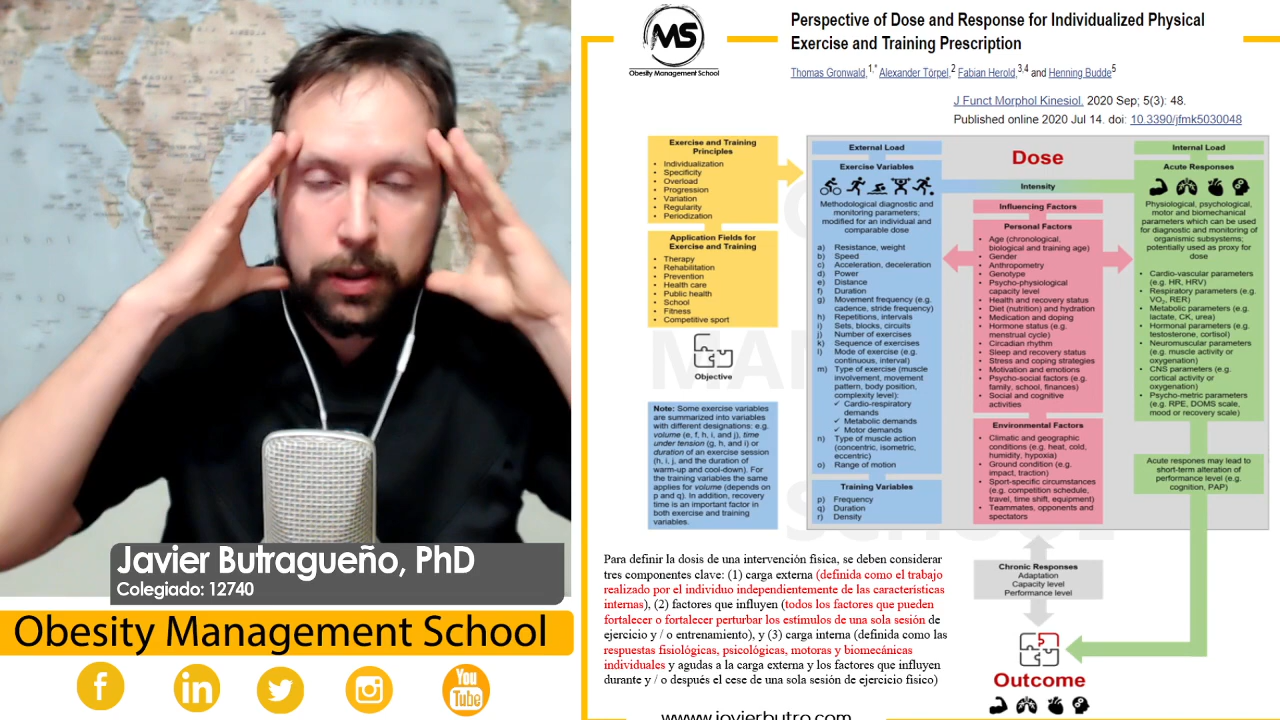 Javier Butragueño, PhD
Colegiado: 12740
Obesity Management School
You
Tube
MS
Obesity Management School
Perspective of Dose and Response for Individualized Physical
Exercise and Training Prescription
Thomas Gronwald,1,* Alexander Törpel,2 Fabian Herold,3,4 and Henning Budde5
J Funct Morphol Kinesiol. 2020 Sep; 5(3): 48.
Published online 2020 Jul 14. doi: 10.3390/jfmk5030048
Exercise and Training
Principles
• Individualization
• Specificity
• Overload
• Progression
• Variation
• Regularity
• Periodization
Application Fields for
Exercise and Training
• Therapy
• Rehabilitation
• Prevention
• Health care
• Public health
• School
• Fitness
• Competitive sport
Objective
Note: Some exercise variables
are summarized into variables
with different designations: e.g.
volume (e, f, h, i, and j), time
under tension (g, h, and i) or
duration of an exercise session
(h, i, j, and the duration of
warm-up and cool-down). For
the training variables the same
applies for volume (depends on
p and q). In addition, recovery
time is an important factor in
both exercise and training
variables.
External Load
Exercise Variables
Methodological diagnostic and
monitoring parameters;
modified for an individual and
comparable dose
a) Resistance, weight
b) Speed
c) Acceleration, deceleration
d) Power
e) Distance
f) Duration
g) Movement frequency (e.g.
cadence, stride frequency)
h) Repetitions, intervals
i) Sets, blocks, circuits
j) Number of exercises
k) Sequence of exercises
l) Mode of exercise (e.g.
continuous, interval)
m) Type of exercise (muscle
involvement, movement
pattern, body position,
complexity level):
✓ Cardio-respiratory
demands
✓ Metabolic demands
✓ Motor demands
n) Type of muscle action
(concentric, isometric,
eccentric)
o) Range of motion
Training Variables
p) Frequency
q) Duration
r) Density
Dose
Intensity
Influencing Factors
Personal Factors
• Age (chronological,
biological and training age)
• Gender
• Anthropometry
• Genotype
• Psycho-physiological
capacity level
• Health and recovery status
• Diet (nutrition) and hydration
• Medication and doping
• Hormone status (e.g.
menstrual cycle)
• Circadian rhythm
• Sleep and recovery status
• Stress and coping strategies
• Motivation and emotions
• Psycho-social factors (e.g.
family, school, finances)
• Social and cognitive
activities
Environmental Factors
• Climatic and geographic
conditions (e.g. heat, cold,
humidity, hypoxia)
• Ground condition (e.g.
impact, traction)
• Sport-specific circumstances
(e.g. competition schedule,
travel, time shift, equipment)
• Teammates, opponents and
spectators
Internal Load
Acute Responses
Physiological, psychological,
motor and biomechanical
parameters which can be used
for diagnostic and monitoring of
organismic subsystems;
potentially used as proxy for
dose
• Cardio-vascular parameters
(e.g. HR, HRV)
• Respiratory parameters (e.g.
VO2, RER)
• Metabolic parameters (e.g.
lactate, CK, urea)
• Hormonal parameters (e.g.
testosterone, cortisol)
• Neuromuscular parameters
(e.g. muscle activity or
oxygenation)
• CNS parameters (e.g.
cortical activity or
oxygenation)
• Psycho-metric parameters
(e.g. RPE, DOMS scale,
mood or recovery scale)
Acute respones may lead to
short-term alteration of
performance level (e.g.
cognition, PAP)
Chronic Responses
Adaptation
Capacity level
Performance level
Outcome
Para definir la dosis de una intervención física, se deben considerar
tres componentes clave: (1) carga externa (definida como el trabajo
realizado por el individuo independientemente de las características
internas), (2) factores que influyen (todos los factores que pueden
fortalecer o fortalecer perturbar los estímulos de una sola sesión de
ejercicio y / o entrenamiento), y (3) carga interna (definida como las
respuestas fisiológicas, psicológicas, motoras y biomecánicas
individuales y agudas a la carga externa y los factores que influyen
durante y / o después el cese de una sola sesión de ejercicio físico)
www.javierbutro.com